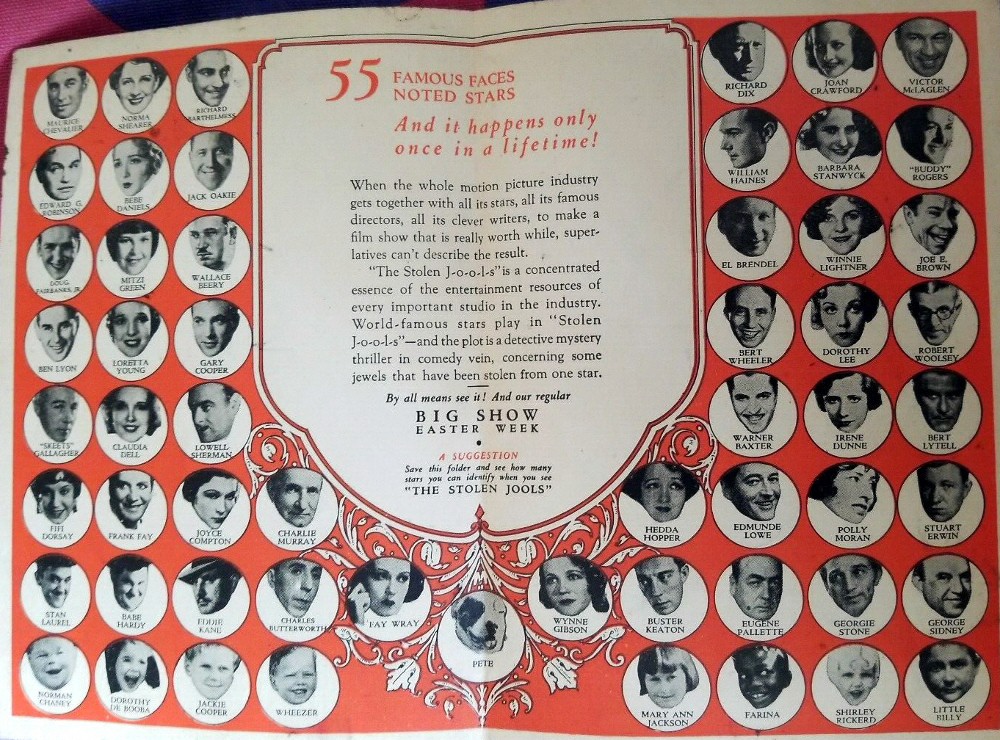 55 FAMOUS FACES
NOTED STARS
And it happens only
once in a lifetime!
When the whole motion picture industry
gets together with all its stars, all its famous
directors, all its clever writers, to make a
film show that is really worth while, super-
latives can't describe the result.
"The Stolen J-o-o-l-s" is a concentrated
essence of the entertainment resources of
every important studio in the industry.
World-famous stars play in "Stolen
J-o-o-l-s"—and the plot is a detective mystery
thriller in comedy vein, concerning some
jewels that have been stolen from one star.
By all means see it! And our regular
BIG SHOW
EASTER WEEK
A SUGGESTION
Save this folder and see how many
stars you can identify when you see
"THE STOLEN JOOLS"
MAURICE
CHEVALIER
NORMA
SHEARER
RICHARD
BARTHELMESS
EDWARD G.
ROBINSON
BEBE
DANIELS
JACK OAKIE
DOUG
FAIRBANKS, JR
MITZI
GREEN
WALLACE
BEERY
BEN LYON
LORETTA
YOUNG
GARY
COOPER
"SKEETS"
GALLAGHER
CLAUDIA
DELL
LOWELL
SHERMAN
FIFI
DORSAY
FRANK FAY
JOYCE
COMPTON
CHARLIE
MURRAY
STAN
LAUREL
BABE
HARDY
EDDIE
KANE
CHARLES
BUTTERWORTH
FAY WRAY
NORMAN
CHANEY
DOROTHY
DE BOOBA
JACKIE
COOPER
WHEEZER
PETE
RICHARD
DIX
JOAN
CRAWFORD
VICTOR
McLAGLEN
WILLIAM
HAINES
BARBARA
STANWYCK
"BUDDY"
ROGERS
EL BRENDEL
WINNIE
LIGHTNER
JOE E.
BROWN
BERT
WHEELER
DOROTHY
LEE
ROBERT
WOOLSEY
WARNER
BAXTER
IRENE
DUNNE
BERT
LYTELL
HEDDA
HOPPER
EDMUNDE
LOWE
POLLY
MORAN
STUART
ERWIN
WYNNE
GIBSON
BUSTER
KEATON
EUGENE
PALLETTE
GEORGIE
STONE
GEORGE
SIDNEY
MARY ANN
JACKSON
FARINA
SHIRLEY
RICKERD
LITTLE
BILLY